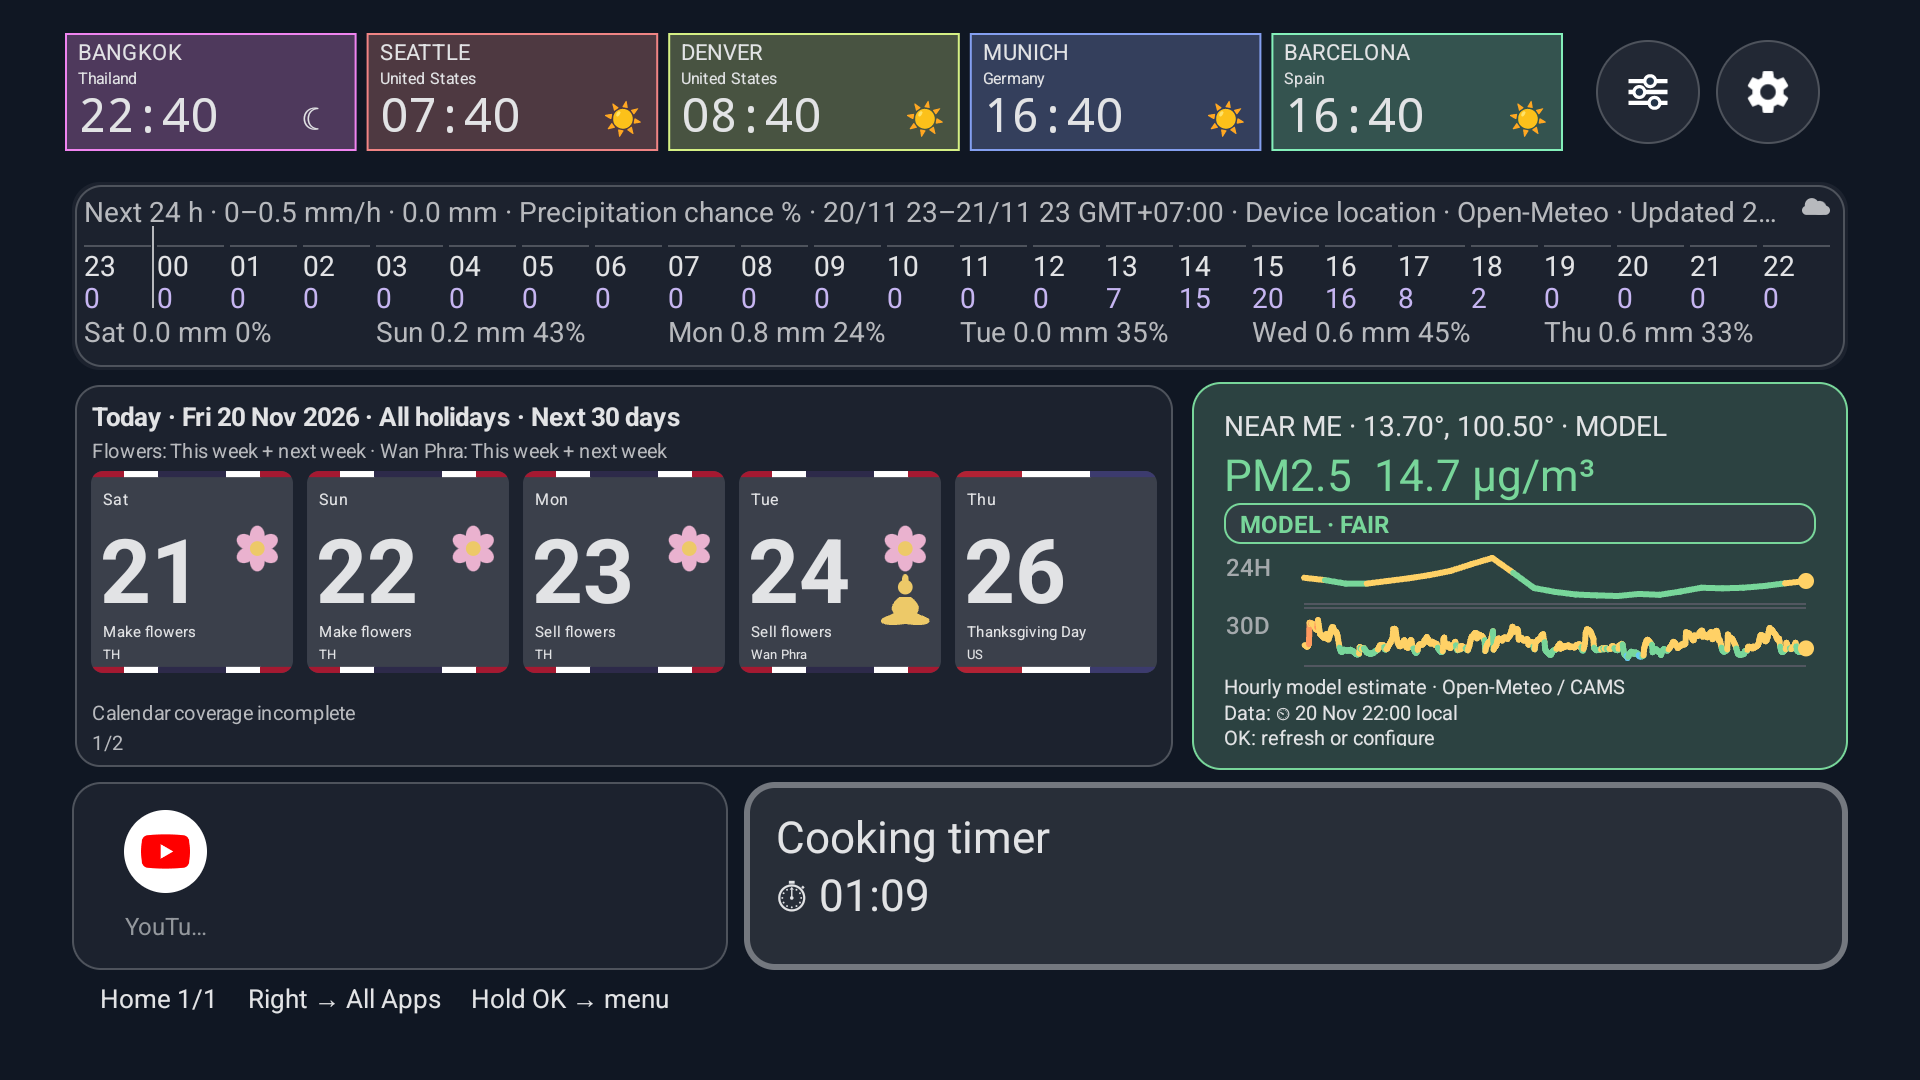 BANGKOK
Thailand
22:40
SEATTLE
United States
07:40
DENVER
United States
08:40
MUNICH
Germany
16:40
BARCELONA
Spain
16:40
Next 24 h · 0–0.5 mm/h · 0.0 mm · Precipitation chance % · 20/11 23–21/11 23 GMT+07:00 · Device location · Open-Meteo · Updated 2…
23 00 01 02 03 04 05 06 07 08 09 10 11 12 13 14 15 16 17 18 19 20 21 22
0 0 0 0 0 0 0 0 0 0 0 0 0 0 7 15 20 16 8 2 0 0 0 0
Sat 0.0 mm 0% Sun 0.2 mm 43% Mon 0.8 mm 24% Tue 0.0 mm 35% Wed 0.6 mm 45% Thu 0.6 mm 33%
Today · Fri 20 Nov 2026 · All holidays · Next 30 days
Flowers: This week + next week · Wan Phra: This week + next week
Sat
21
Make flowers
TH
Sun
22
Make flowers
TH
Mon
23
Sell flowers
TH
Tue
24
Sell flowers
Wan Phra
Thu
26
Thanksgiving Day
US
Calendar coverage incomplete
1/2
NEAR ME · 13.70°, 100.50° · MODEL
PM2.5 14.7 µg/m³
MODEL · FAIR
24H
30D
Hourly model estimate · Open-Meteo / CAMS
Data: ⏲ 20 Nov 22:00 local
OK: refresh or configure
YouTu…
Cooking timer
⏱ 01:09
Home 1/1 Right → All Apps Hold OK → menu